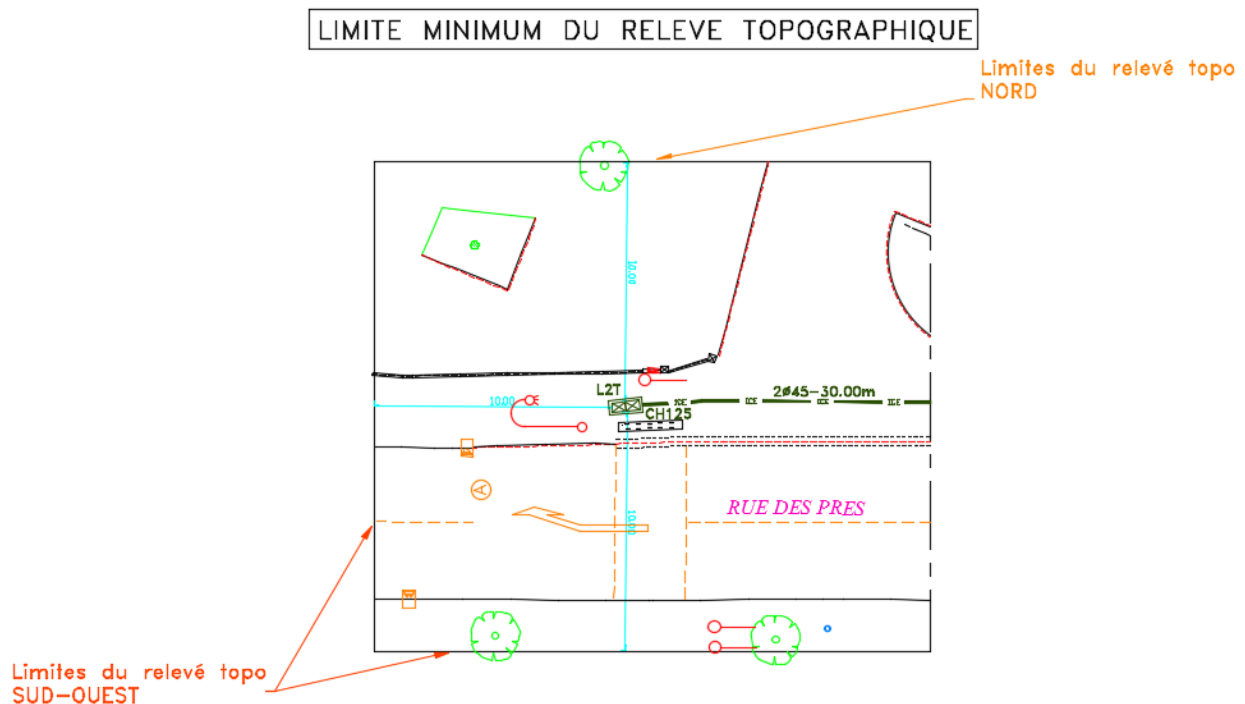 LIMITE MINIMUM DU RELEVE TOPOGRAPHIQUE
Limites du relevé topo
NORD
10.00
L2T
2ø45-30.00m
10.00
CH125
A
RUE DES PRES
10.00
Limites du relevé topo
SUD-OUEST